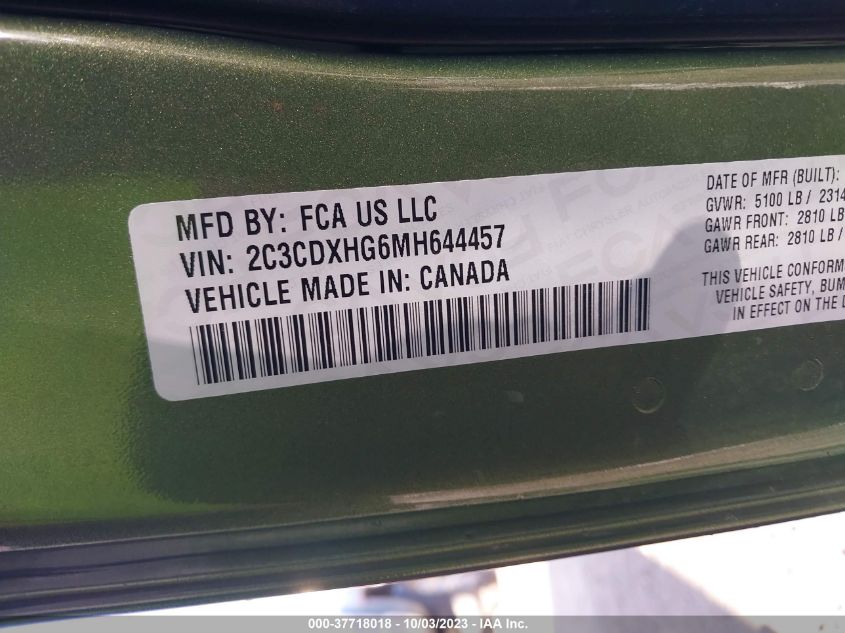 MFD BY: FCA US LLC
VIN: 2C3CDXHG6MH644457
VEHICLE MADE IN: CANADA
DATE OF MFR (BUILT):
GVWR: 5100 LB / 2314
GAWR FRONT: 2810 LB
GAWR REAR: 2810 LB /
THIS VEHICLE CONFORM
VEHICLE SAFETY, BUM
IN EFFECT ON THE
000-37718018 - 10/03/2023 - IAA Inc.